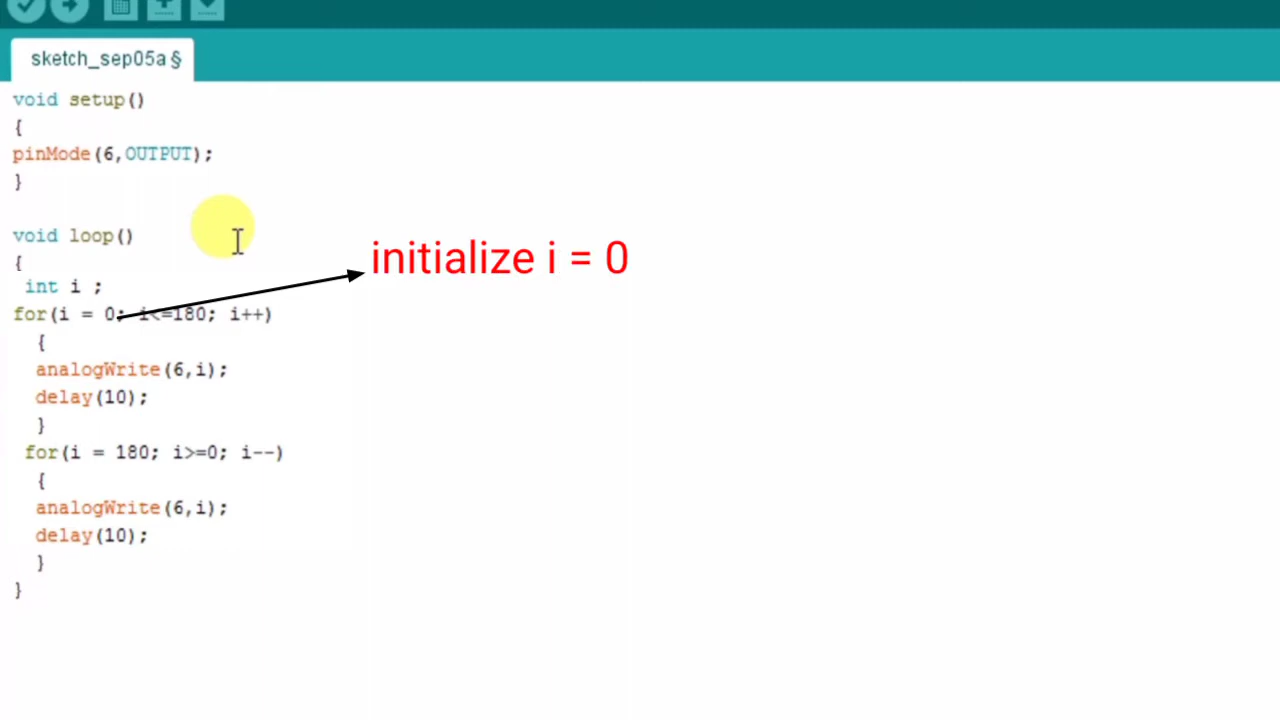 sketch_sep05a §
void setup()
{
pinMode(6,OUTPUT);
}
void loop()
{
initialize i = 0
int i ;
for(i = 0; i<=180; i++)
{
analogWrite(6,i);
delay(10);
}
for(i = 180; i>=0; i--)
{
analogWrite(6,i);
delay(10);
}
}